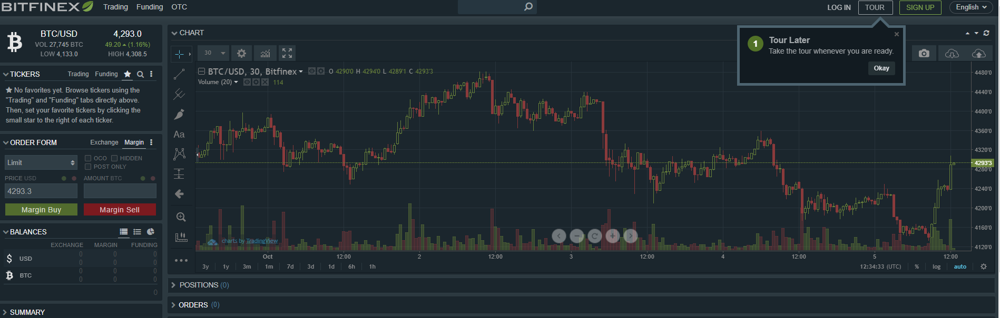 BITFINEX Trading Funding OTC
LOG IN TOUR SIGN UP English
BTC/USD 4,293.0
VOL 27,745 BTC 49.20 (1.16%)
LOW 4,133.0 HIGH 4,308.5
TICKERS Trading Funding
No favorites yet. Browse tickers using the
"Trading" and "Funding" tabs directly above.
Then, set your favorite tickers by clicking the
small star to the right of each ticker.
ORDER FORM Exchange Margin
Limit OCO HIDDEN
POST ONLY
PRICE USD AMOUNT BTC
4293.3
Margin Buy Margin Sell
BALANCES
EXCHANGE MARGIN FUNDING
0 0 0
$ USD
0 0 0
0 0 0
BTC
0 0 0
0
SUMMARY
CHART
1 Tour Later
Take the tour whenever you are ready.
Okay
30
BTC/USD, 30, Bitfinex O 4290'0 H 4294'0 L 4289'1 C 4293'3
Volume (20) 114
Aa
4480'0
4440'0
4400'0
4360'0
4320'0
4293'3
4280'0
4240'0
4200'0
4160'0
4120'0
charts by TradingView
Oct 12:00 2 12:00 3 12:00 4 12:00 5 12:00
3y 1y 3m 1m 7d 3d 1d 6h 1h 12:34:33 (UTC) % log auto
POSITIONS (0)
ORDERS (0)